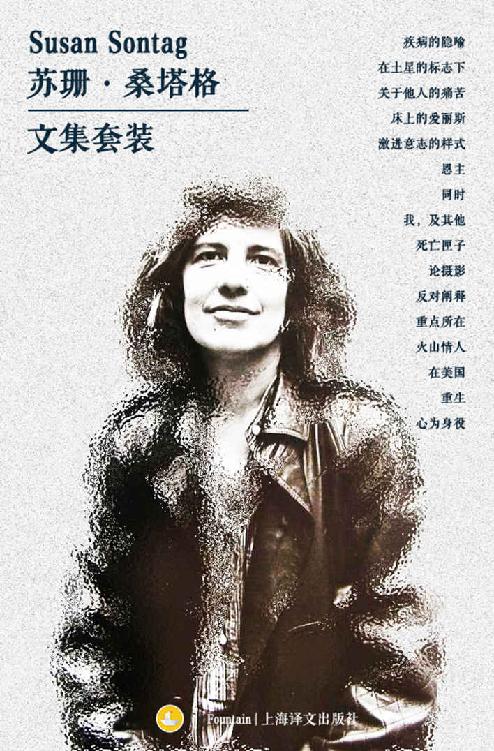 Susan Sontag
苏珊·桑塔格
文集套装
疾病的隐喻
在土星的标志下
关于他人的痛苦
床上的爱丽斯
激进意志的样式
恩主
同时
我，及其他
死亡匣子
论摄影
反对阐释
重点所在
火山情人
在美国
重生
心为身役
Fountain | 上海译文出版社